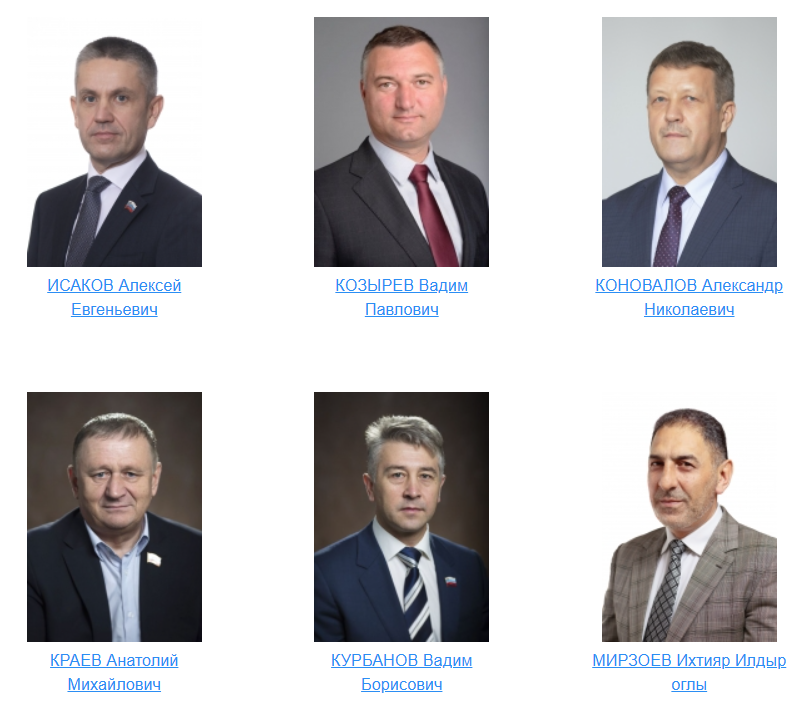 ИСАКОВ Алексей
Евгеньевич
КОЗЫРЕВ Вадим
Павлович
КОНОВАЛОВ Александр
Николаевич
КРАЕВ Анатолий
Михайлович
КУРБАНОВ Вадим
Борисович
МИРЗОЕВ Ихтияр Илдыр
оглы